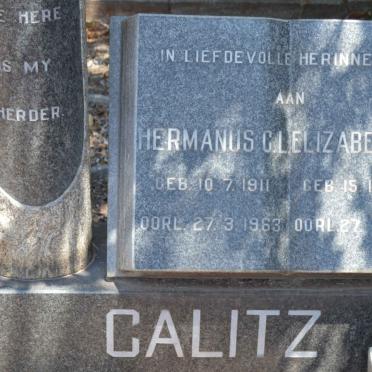 HERE
MY
HERDER.
IN LIEFDEVOLLE HERINNE
AAN
HERMANUS C.L. ELIZABE
GEB. 10.7.1911 GEB. 15.1
OORL. 27.3.1963 OORL. 27.
CALITZ